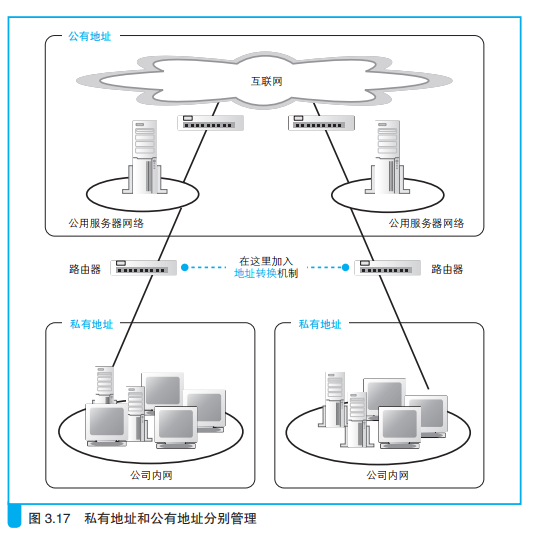 公有地址
互联网
公用服务器网络
公用服务器网络
路由器
在这里加入
地址转换机制
路由器
私有地址
私有地址
公司内网
公司内网
图 3.17 私有地址和公有地址分别管理